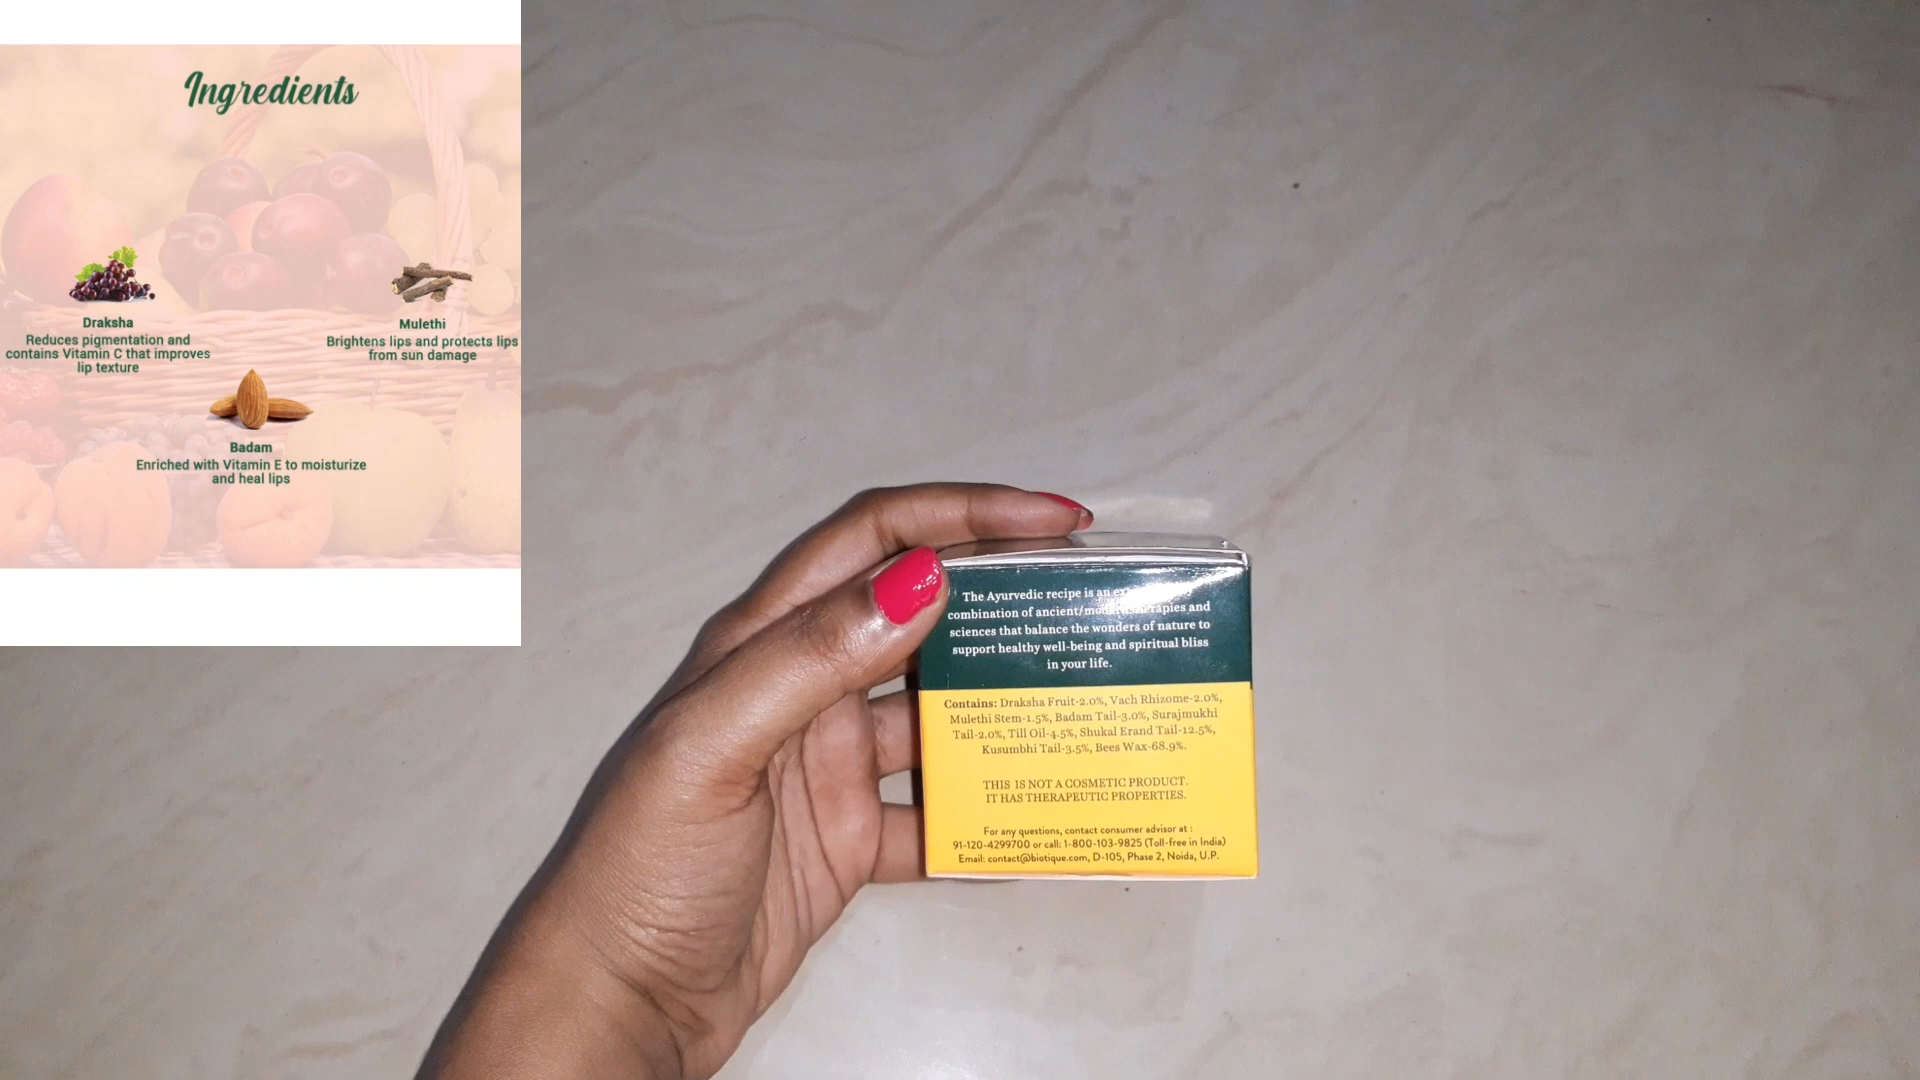 Ingredients
Draksha
Reduces pigmentation and
contains Vitamin C that improves
lip texture
Mulethi
Brightens lips and protects lips
from sun damage
Badam
Enriched with Vitamin E to moisturize
and heal lips
The Ayurvedic recipe is an
combination of ancient/modern therapies and
sciences that balance the wonders of nature to
support healthy well-being and spiritual bliss
in your life.
Contains: Draksha Fruit-2.0%, Vach Rhizome-2.0%,
Mulethi Stem-1.5%, Badam Tail-3.0%, Surajmukhi
Tail-2.0%, Till Oil-4.5%, Shukal Erand Tail-12.5%,
Kusumbhi Tail-3.5%, Bees Wax-68.9%.
THIS IS NOT A COSMETIC PRODUCT.
IT HAS THERAPEUTIC PROPERTIES.
For any questions, contact consumer advisor at :
91-120-4299700 or call: 1-800-103-9825 (Toll-free in India)
Email: contact@biotique.com, D-105, Phase 2, Noida, U.P.